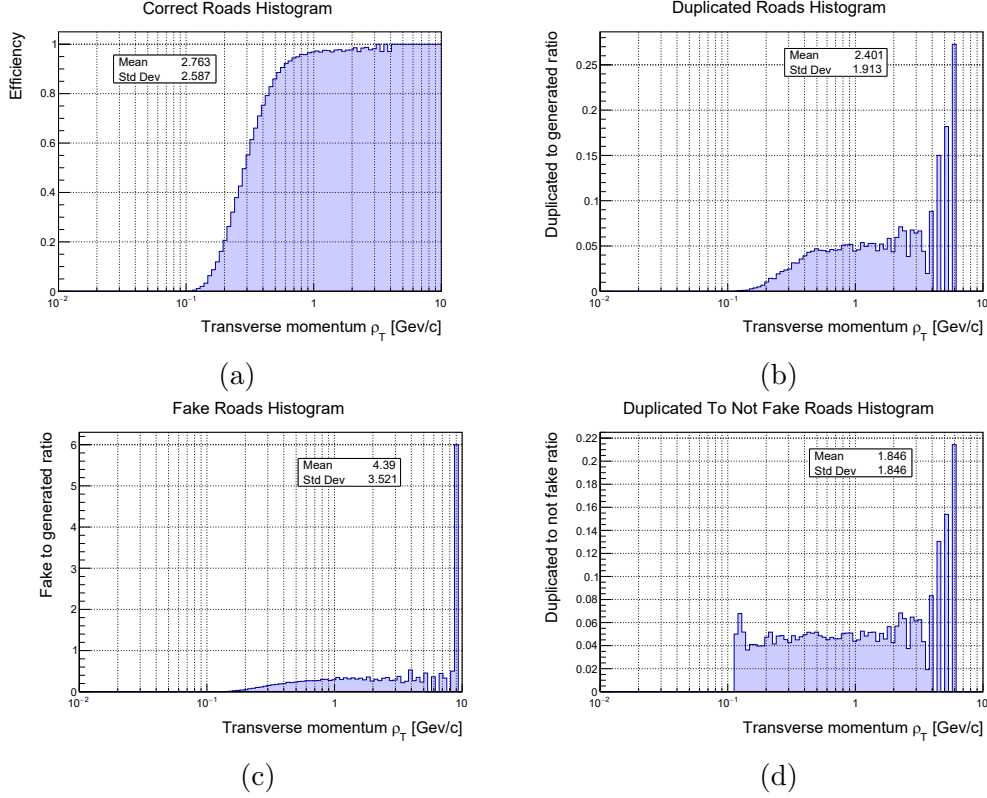 Correct Roads Histogram
Efficiency
1
0.8
0.6
0.4
0.2
0
Mean 2.763
Std Dev 2.587
10⁻² 10⁻¹ 1 10
Transverse momentum ρ_T [Gev/c]
(a)
Duplicated Roads Histogram
Duplicated to generated ratio
0.25
0.2
0.15
0.1
0.05
0
Mean 2.401
Std Dev 1.913
10⁻² 10⁻¹ 1 10
Transverse momentum ρ_T [Gev/c]
(b)
Fake Roads Histogram
Fake to generated ratio
6
5
4
3
2
1
0
Mean 4.39
Std Dev 3.521
10⁻² 10⁻¹ 1 10
Transverse momentum ρ_T [Gev/c]
(c)
Duplicated To Not Fake Roads Histogram
Duplicated to not fake ratio
0.22
0.2
0.18
0.16
0.14
0.12
0.1
0.08
0.06
0.04
0.02
0
Mean 1.846
Std Dev 1.846
10⁻² 10⁻¹ 1 10
Transverse momentum ρ_T [Gev/c]
(d)